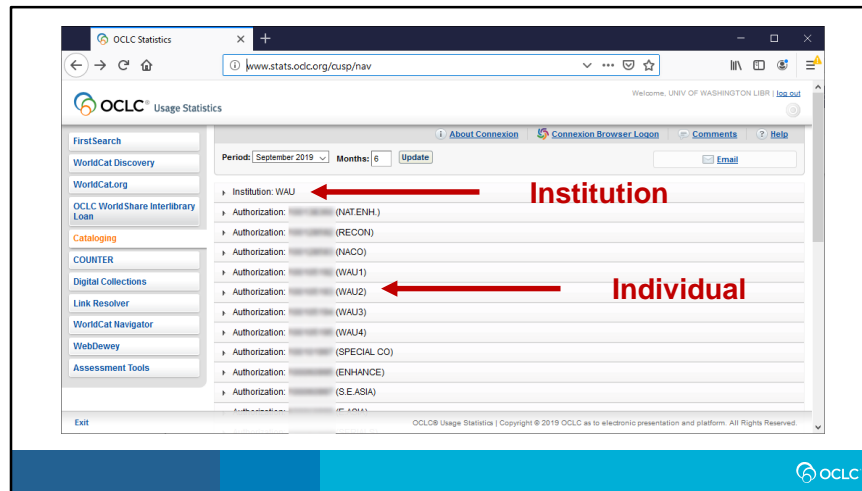 OCLC Statistics
www.stats.oclc.org/cusp/nav
Welcome, UNIV OF WASHINGTON LIBR | log out
OCLC® Usage Statistics
About Connexion Connexion Browser Logon Comments Help
Period: September 2019 Months: 6 Update Email
FirstSearch
WorldCat Discovery
WorldCat.org
OCLC WorldShare Interlibrary
Loan
Cataloging
COUNTER
Digital Collections
Link Resolver
WorldCat Navigator
WebDewey
Assessment Tools
Institution: WAU
Institution
Authorization: (NAT.ENH.)
Authorization: (RECON)
Authorization: (NACO)
Authorization: (WAU1)
Authorization: (WAU2)
Individual
Authorization: (WAU3)
Authorization: (WAU4)
Authorization: (SPECIAL CO)
Authorization: (ENHANCE)
Authorization: (S.E.ASIA)
Exit
OCLC® Usage Statistics | Copyright © 2019 OCLC as to electronic presentation and platform. All Rights Reserved.
OCLC